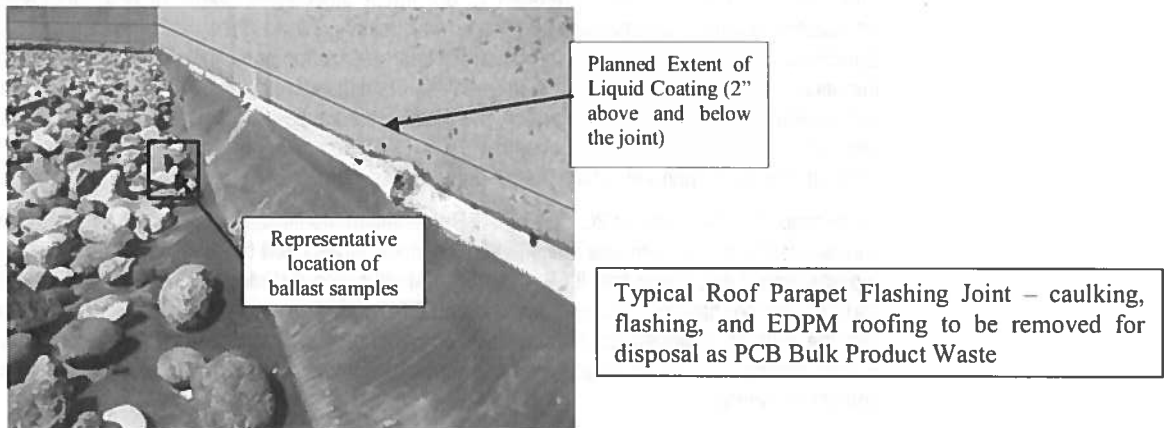 Planned Extent of
Liquid Coating (2"
above and below
the joint)
Representative
location of
ballast samples
Typical Roof Parapet Flashing Joint – caulking,
flashing, and EDPM roofing to be removed for
disposal as PCB Bulk Product Waste